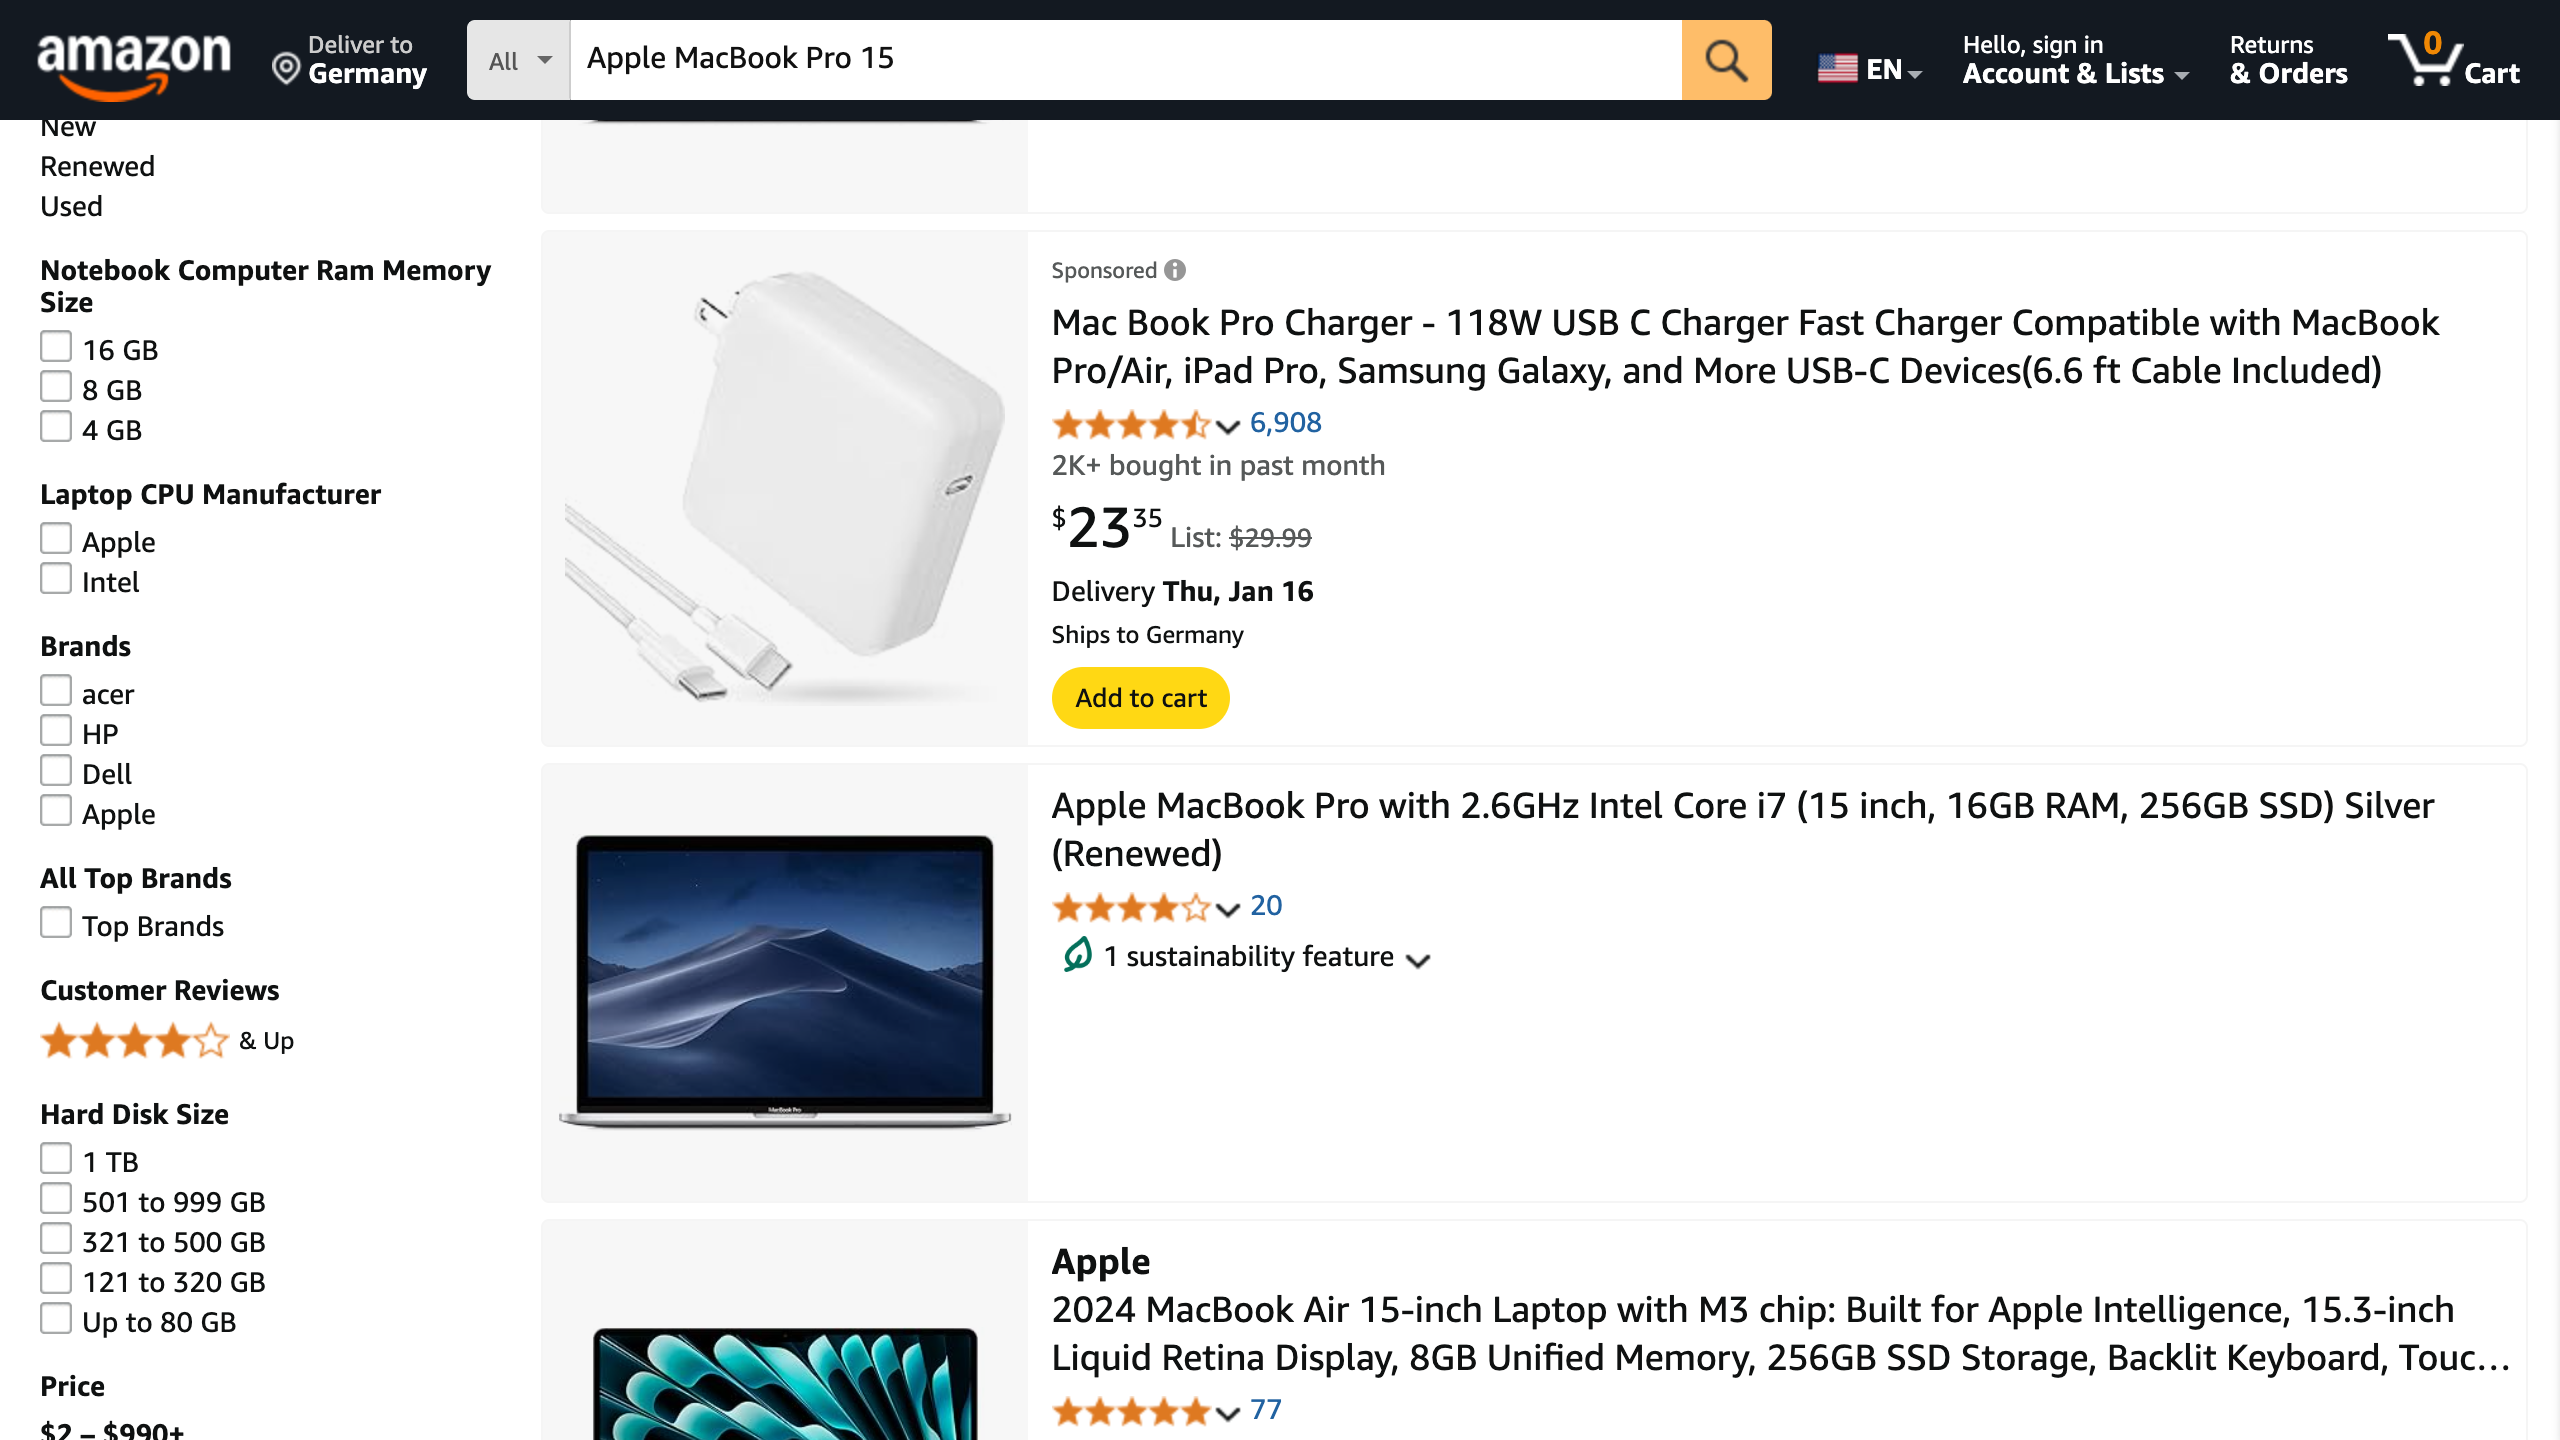 amazon
Deliver to
Germany
All
Apple MacBook Pro 15
EN
Hello, sign in
Account & Lists
Returns
& Orders
0
Cart
New
Renewed
Used
Notebook Computer Ram Memory
Size
16 GB
8 GB
4 GB
Laptop CPU Manufacturer
Apple
Intel
Brands
acer
HP
Dell
Apple
All Top Brands
Top Brands
Customer Reviews
& Up
Hard Disk Size
1 TB
501 to 999 GB
321 to 500 GB
121 to 320 GB
Up to 80 GB
Price
$2 – $990+
Sponsored
Mac Book Pro Charger - 118W USB C Charger Fast Charger Compatible with MacBook
Pro/Air, iPad Pro, Samsung Galaxy, and More USB-C Devices(6.6 ft Cable Included)
6,908
2K+ bought in past month
$23 35 List: $29.99
Delivery Thu, Jan 16
Ships to Germany
Add to cart
MacBook Pro
Apple MacBook Pro with 2.6GHz Intel Core i7 (15 inch, 16GB RAM, 256GB SSD) Silver
(Renewed)
20
1 sustainability feature
Apple
2024 MacBook Air 15-inch Laptop with M3 chip: Built for Apple Intelligence, 15.3-inch
Liquid Retina Display, 8GB Unified Memory, 256GB SSD Storage, Backlit Keyboard, Touc…
77